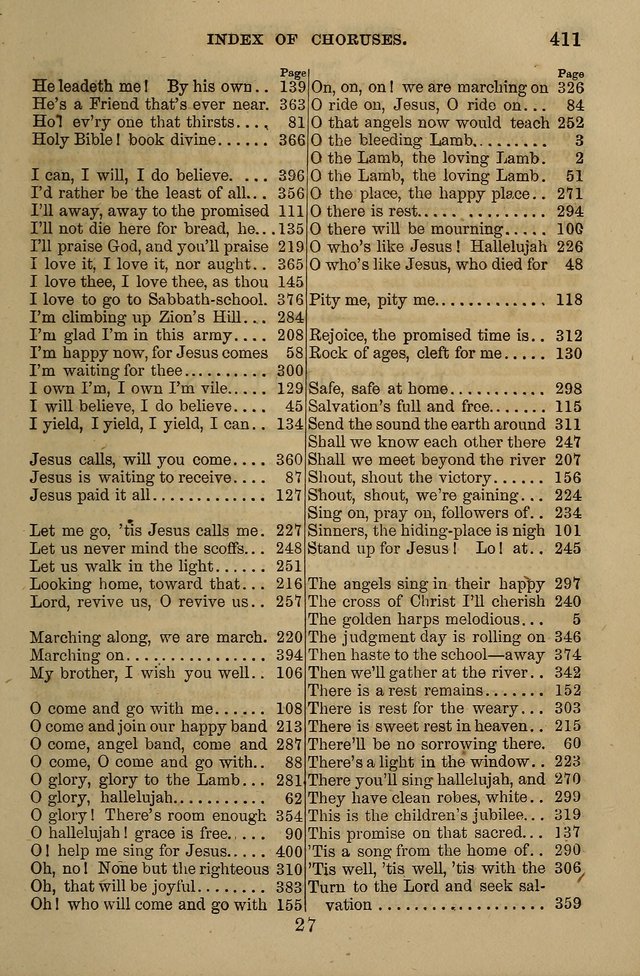 INDEX OF CHORUSES. 411
Page
He leadeth me! By his own.. 139
He's a Friend that's ever near. 363
Ho! ev'ry one that thirsts.... 81
Holy Bible! book divine...... 366
I can, I will, I do believe. ... 396
I'd rather be the least of all... 356
I'll away, away to the promised 111
I'll not die here for bread, he...135
I'll praise God, and you'll praise 219
I love it, I love it, nor aught.. 365
I love thee, I love thee, as thou 145
I love to go to Sabbath-school. 376
I'm climbing up Zion's Hill... 284
I'm glad I'm in this army.... 208
I'm happy now, for Jesus comes 58
I'm waiting for thee.......... 300
I own I'm, I own I'm vile..... 129
I will believe, I do believe.... 45
I yield, I yield, I yield, I can.. 134
Jesus calls, will you come.... 360
Jesus is waiting to receive.... 87
Jesus paid it all............. 127
Let me go, 'tis Jesus calls me. 227
Let us never mind the scoffs... 248
Let us walk in the light...... 251
Looking home, toward that... 216
Lord, revive us, O revive us.. 257
Marching along, we are march. 220
Marching on................ 394
My brother, I wish you well.. 106
O come and go with me...... 108
O come and join our happy band 213
O come, angel band, come and 287
O come, O come and go with.. 88
O glory, glory to the Lamb... 281
O glory, hallelujah.......... 62
O glory! There's room enough 354
O hallelujah! grace is free..... 90
O! help me sing for Jesus..... 400
Oh, no! None but the righteous 310
Oh, that will be joyful........ 383
Oh! who will come and go with 155
Page
On, on, on! we are marching on 326
O ride on, Jesus, O ride on... 84
O that angels now would teach 252
O the bleeding Lamb......... 3
O the Lamb, the loving Lamb. 2
O the Lamb, the loving Lamb. 51
O the place, the happy place.. 271
O there is rest............... 294
O there will be mourning..... 100
O who's like Jesus! Hallelujah 226
O who's like Jesus, who died for 48
Pity me, pity me............. 118
Rejoice, the promised time is.. 312
Rock of ages, cleft for me..... 130
Safe, safe at home........... 298
Salvation's full and free....... 115
Send the sound the earth around 311
Shall we know each other there 247
Shall we meet beyond the river 207
Shout, shout the victory...... 156
Shout, shout, we're gaining... 224
Sing on, pray on, followers of.. 234
Sinners, the hiding-place is nigh 101
Stand up for Jesus! Lo! at.. 245
The angels sing in their happy 297
The cross of Christ I'll cherish 240
The golden harps melodious... 5
The judgment day is rolling on 346
Then haste to the school—away 374
Then we'll gather at the river.. 342
There is a rest remains....... 152
There is rest for the weary... 303
There is sweet rest in heaven.. 215
There'll be no sorrowing there. 60
There's a light in the window.. 223
There you'll sing hallelujah, and 270
They have clean robes, white.. 299
This is the children's jubilee... 319
This promise on that sacred... 137
'Tis a song from the home of.. 290
'Tis well, 'tis well, 'tis with the 306
Turn to the Lord and seek sal-
vation .................... 359
27